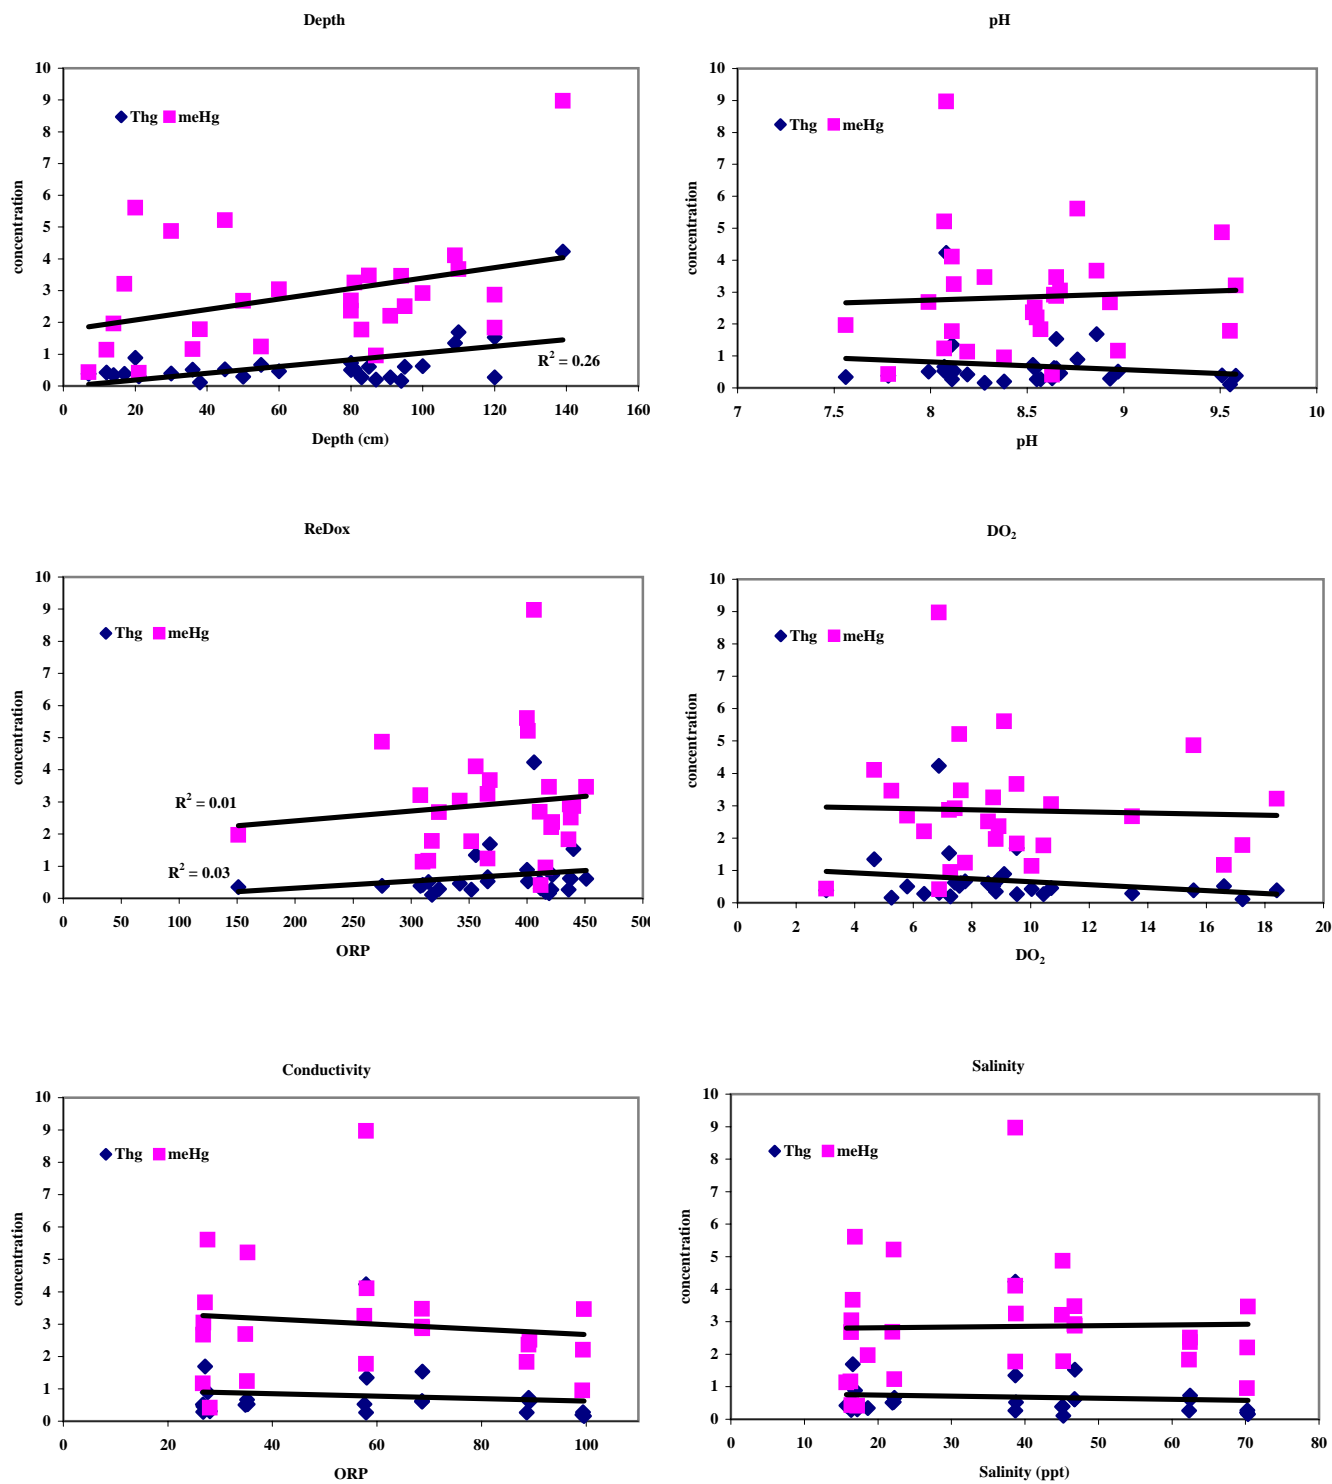 Depth
10
9
8
7
6
5
4
3
2
1
0
concentration
Thg meHg
R² = 0.26
0 20 40 60 80 100 120 140 160
Depth (cm)
pH
10
9
8
7
6
5
4
3
2
1
0
concentration
Thg meHg
7 7.5 8 8.5 9 9.5 10
pH
ReDox
10
9
8
7
6
5
4
3
2
1
0
concentration
Thg meHg
R² = 0.01
R² = 0.03
0 50 100 150 200 250 300 350 400 450 500
ORP
DO₂
10
9
8
7
6
5
4
3
2
1
0
concentration
Thg meHg
0 2 4 6 8 10 12 14 16 18 20
DO₂
Conductivity
10
9
8
7
6
5
4
3
2
1
0
concentration
Thg meHg
0 20 40 60 80 100
ORP
Salinity
10
9
8
7
6
5
4
3
2
1
0
concentration
Thg meHg
0 10 20 30 40 50 60 70 80
Salinity (ppt)